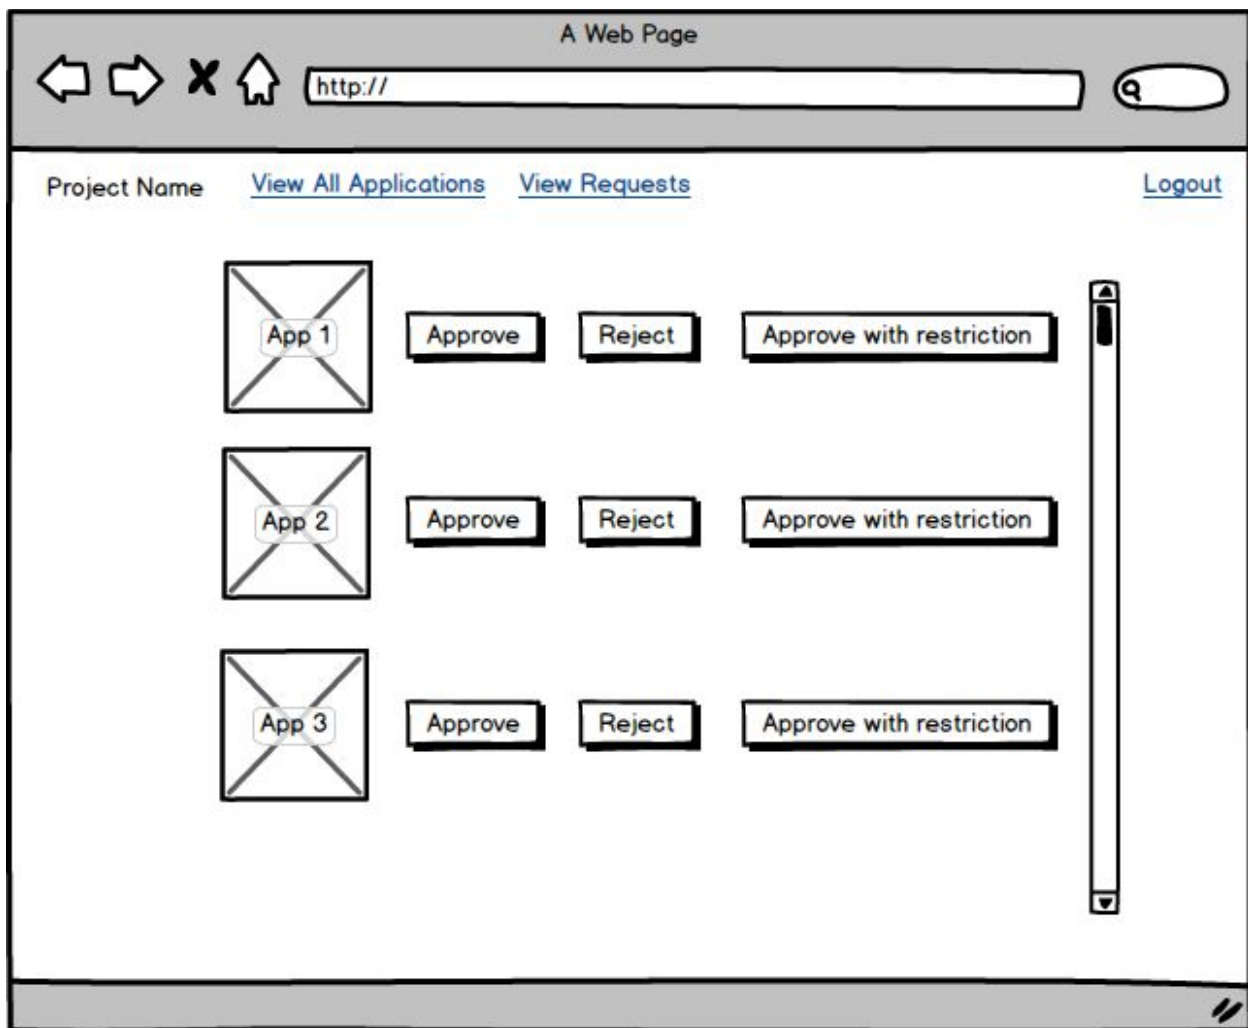 A Web Page
http://
Project Name View All Applications View Requests Logout
App 1 Approve Reject Approve with restriction
App 2 Approve Reject Approve with restriction
App 3 Approve Reject Approve with restriction